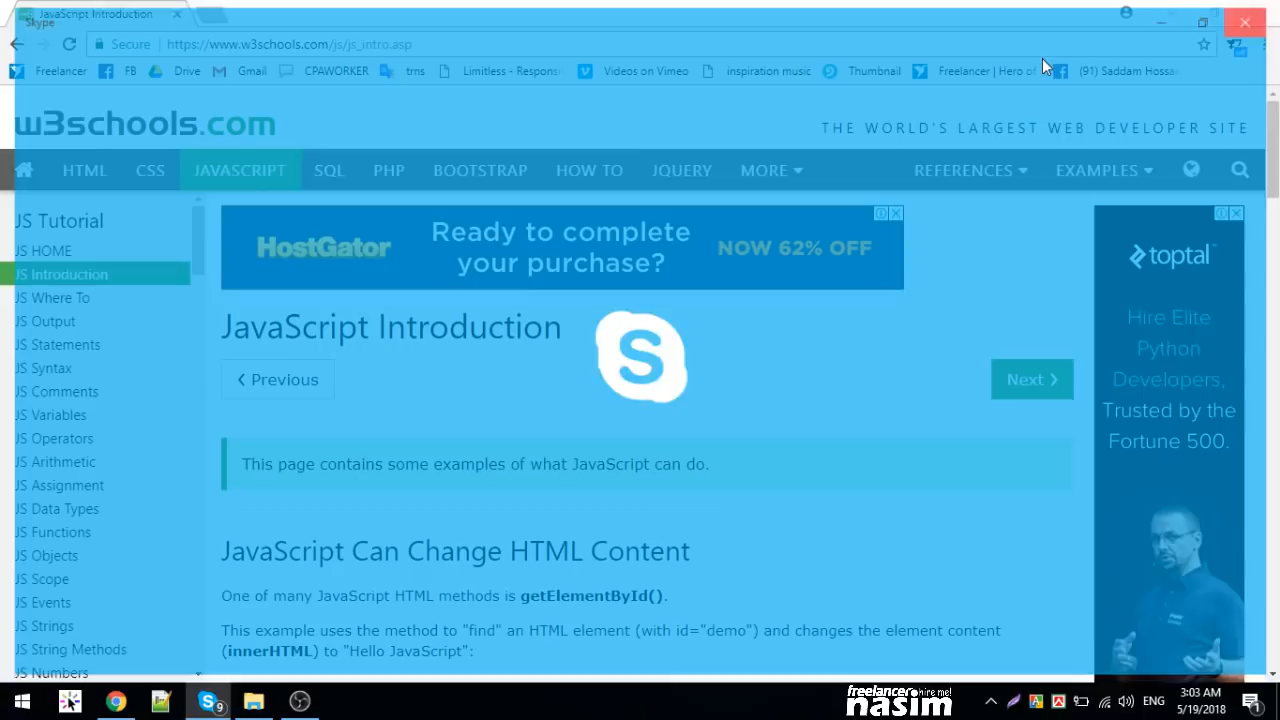 JavaScript Introduction
Skype
Secure https://www.w3schools.com/js/js_intro.asp
Freelancer FB Drive Gmail CPAWORKER trns Limitless - Respons Videos on Vimeo inspiration music Thumbnail Freelancer | Hero of (91) Saddam Hossa
w3schools.com
THE WORLD'S LARGEST WEB DEVELOPER SITE
HTML CSS JAVASCRIPT SQL PHP BOOTSTRAP HOW TO JQUERY MORE REFERENCES EXAMPLES
JS Tutorial
JS HOME
JS Introduction
JS Where To
JS Output
JS Statements
JS Syntax
JS Comments
JS Variables
JS Operators
JS Arithmetic
JS Assignment
JS Data Types
JS Functions
JS Objects
JS Scope
JS Events
JS Strings
JS String Methods
JS Numbers
HostGator
Ready to complete
your purchase?
NOW 62% OFF
JavaScript Introduction
❮ Previous
Next ❯
This page contains some examples of what JavaScript can do.
JavaScript Can Change HTML Content
One of many JavaScript HTML methods is getElementById().
This example uses the method to "find" an HTML element (with id="demo") and changes the element content
(innerHTML) to "Hello JavaScript":
toptal
Hire Elite
Python
Developers,
Trusted by the
Fortune 500.
S
9
freelancer hire me!
nasim
ENG
3:03 AM
5/19/2018
1